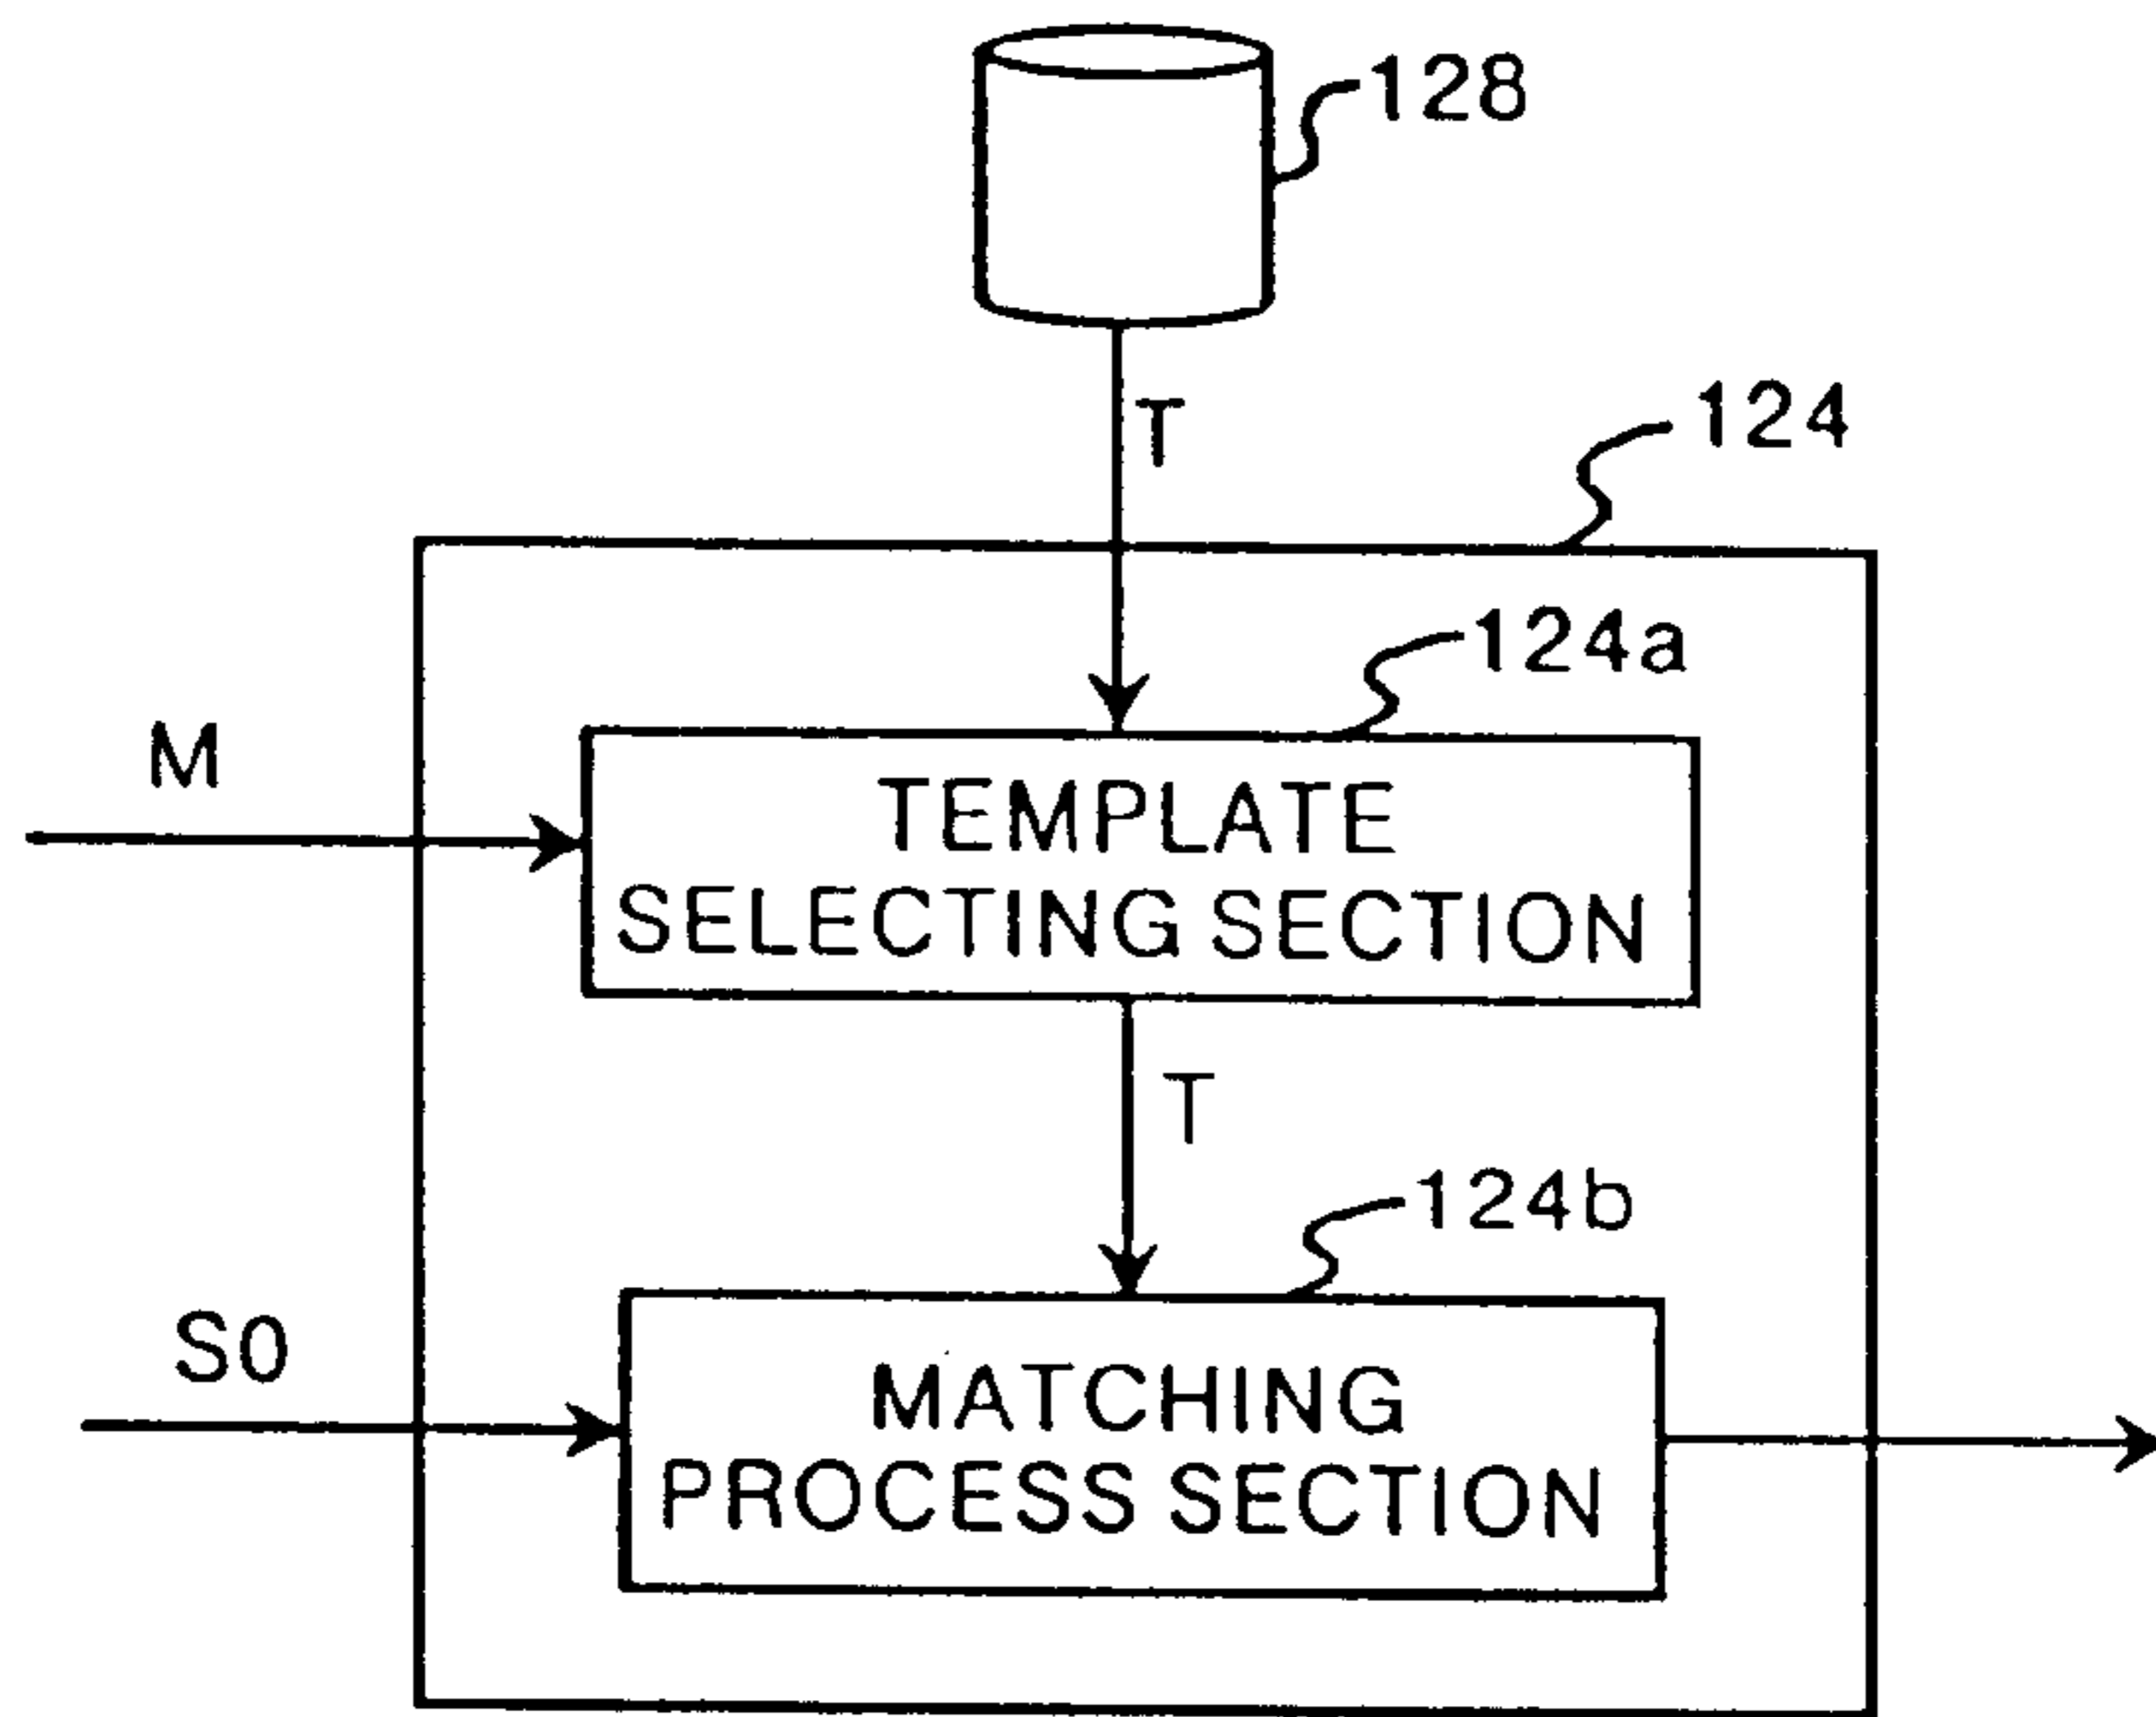 128
T
124
124a
M
TEMPLATE
SELECTING SECTION
T
124b
S0
MATCHING
PROCESS SECTION